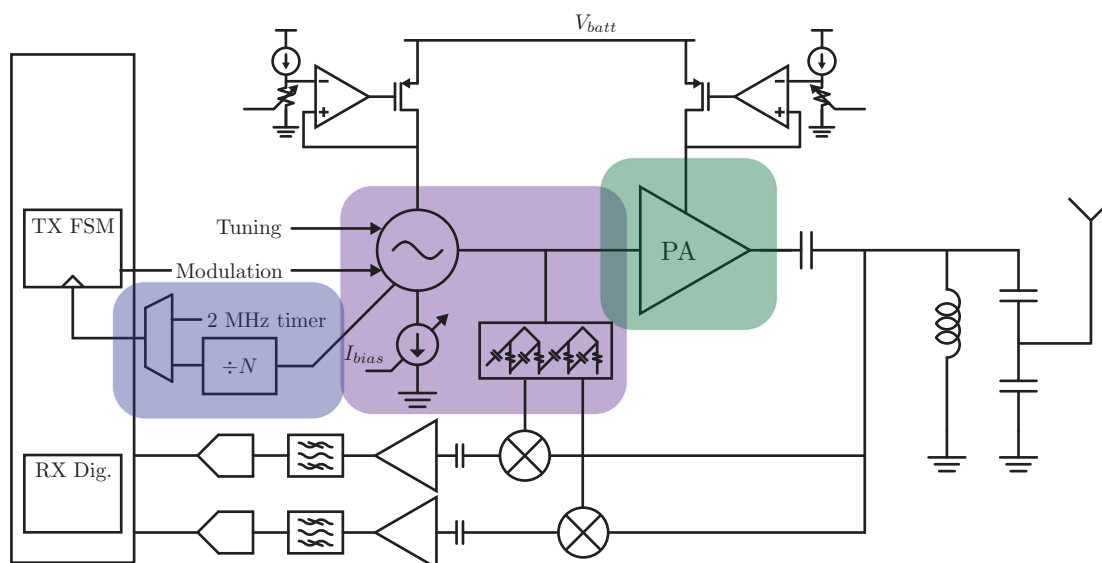 V_batt
TX FSM
Tuning
Modulation
PA
2 MHz timer
÷N
I_bias
RX Dig.